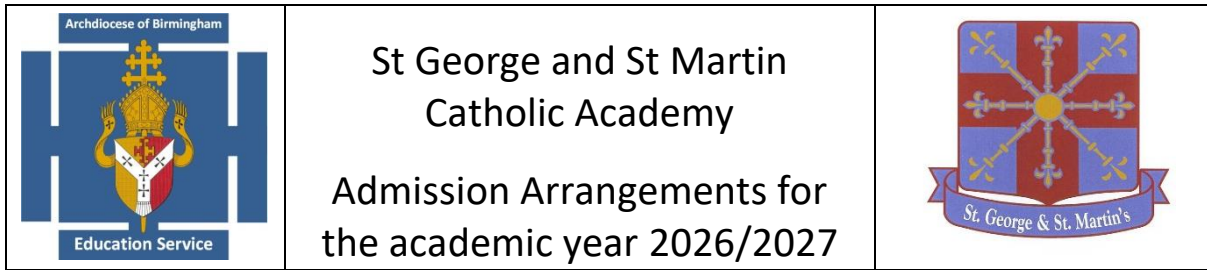 Archdiocese of Birmingham
Education Service
St George and St Martin
Catholic Academy
Admission Arrangements for
the academic year 2026/2027
St. George & St. Martin's